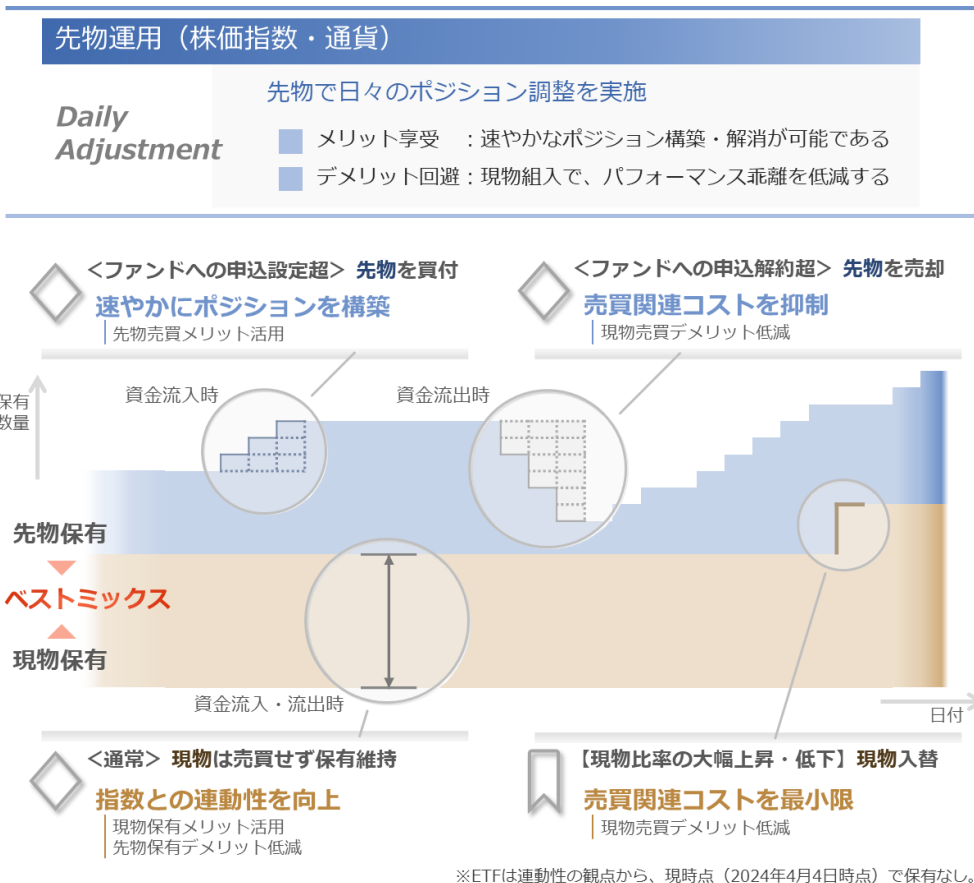 先物運用（株価指数・通貨）
Daily
Adjustment
先物で日々のポジション調整を実施
メリット享受　：速やかなポジション構築・解消が可能である
デメリット回避：現物組入で、パフォーマンス乖離を低減する
＜ファンドへの申込設定超＞ 先物を買付
速やかにポジションを構築
先物売買メリット活用
＜ファンドへの申込解約超＞ 先物を売却
売買関連コストを抑制
現物売買デメリット低減
保有
数量
資金流入時
資金流出時
先物保有
ベストミックス
現物保有
資金流入・流出時
日付
＜通常＞ 現物は売買せず保有維持
指数との連動性を向上
現物保有メリット活用
先物保有デメリット低減
【現物比率の大幅上昇・低下】現物入替
売買関連コストを最小限
現物売買デメリット低減
※ETFは連動性の観点から、現時点（2024年4月4日時点）で保有なし。